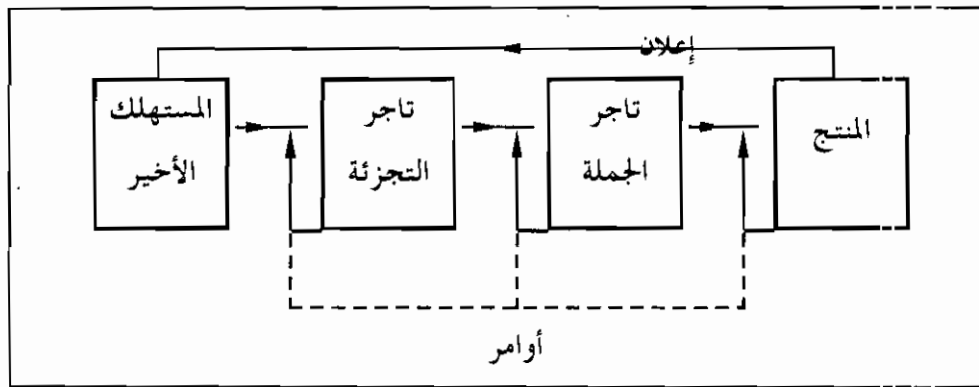 إعلان
المنتج
تاجر
الجملة
تاجر
التجزئة
المستهلك
الأخير
أوامر